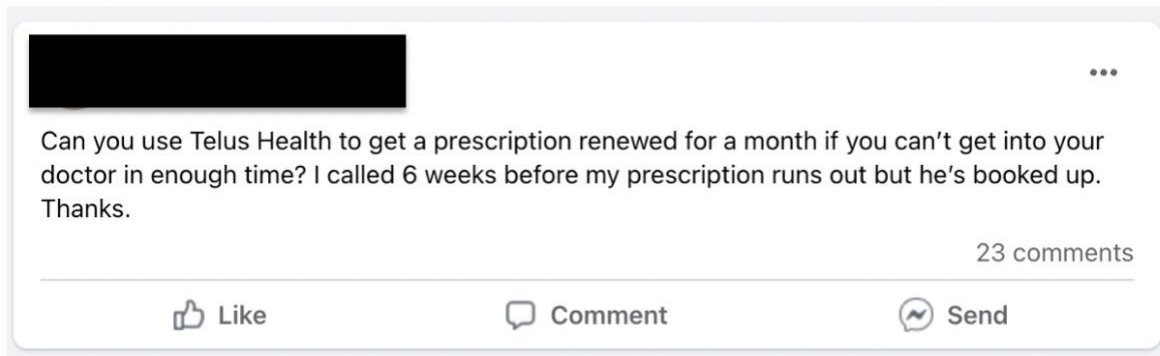 Can you use Telus Health to get a prescription renewed for a month if you can’t get into your
doctor in enough time? I called 6 weeks before my prescription runs out but he’s booked up.
Thanks.
23 comments
Like
Comment
Send